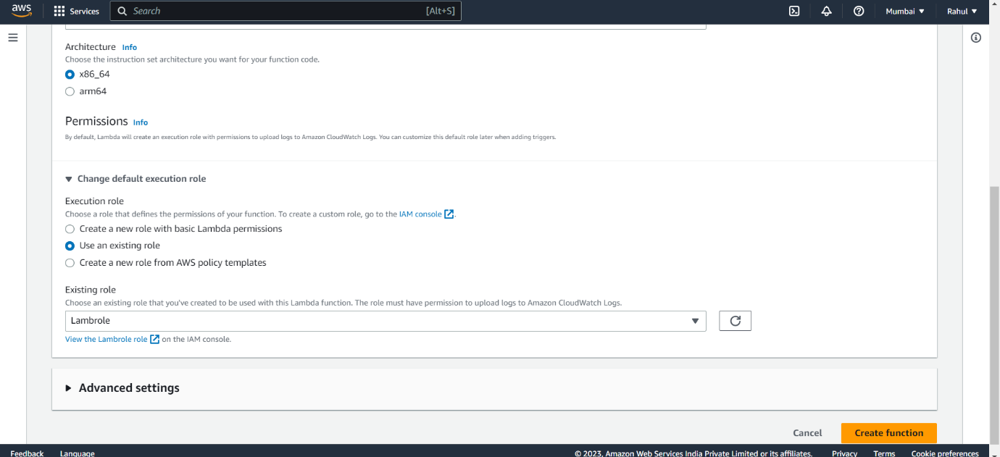 aws Services Search [Alt+S] Mumbai ▼ Rahul ▼
Architecture Info
Choose the instruction set architecture you want for your function code.
x86_64
arm64
Permissions Info
By default, Lambda will create an execution role with permissions to upload logs to Amazon CloudWatch Logs. You can customize this default role later when adding triggers.
Change default execution role
Execution role
Choose a role that defines the permissions of your function. To create a custom role, go to the IAM console.
Create a new role with basic Lambda permissions
Use an existing role
Create a new role from AWS policy templates
Existing role
Choose an existing role that you've created to be used with this Lambda function. The role must have permission to upload logs to Amazon CloudWatch Logs.
Lambrole
View the Lambrole role on the IAM console.
Advanced settings
Cancel Create function
Feedback Language © 2023, Amazon Web Services India Private Limited or its affiliates. Privacy Terms Cookie preferences